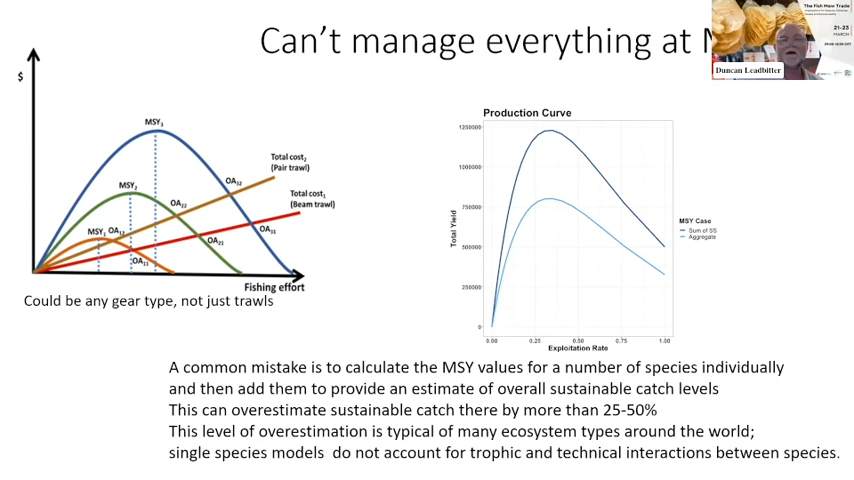 Can't manage everything at M
The Fish Maw Trade
21-23
MARCH
Duncan Leadbitter
$
MSY3
MSY2
MSY1
OA12
OA11
OA22
OA21
OA32
OA31
Total cost2
(Pair trawl)
Total cost1
(Beam trawl)
Fishing effort
Could be any gear type, not just trawls
Production Curve
Total Yield
1250000
1000000
750000
500000
250000
0
0.00 0.25 0.50 0.75 1.00
Exploitation Rate
MSY Case
Sum of SS
Aggregate
A common mistake is to calculate the MSY values for a number of species individually
and then add them to provide an estimate of overall sustainable catch levels
This can overestimate sustainable catch there by more than 25-50%
This level of overestimation is typical of many ecosystem types around the world;
single species models do not account for trophic and technical interactions between species.